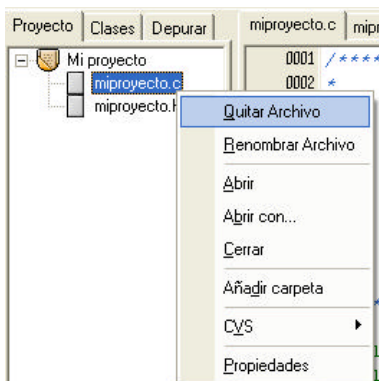 Proyecto Clases Depurar miproyecto.c
Mi proyecto 0001 /****
miproyecto.c 0002 *
miproyecto.h
Quitar Archivo
Renombrar Archivo
Abrir
Abrir con...
Cerrar
Añadir carpeta
CVS
Propiedades